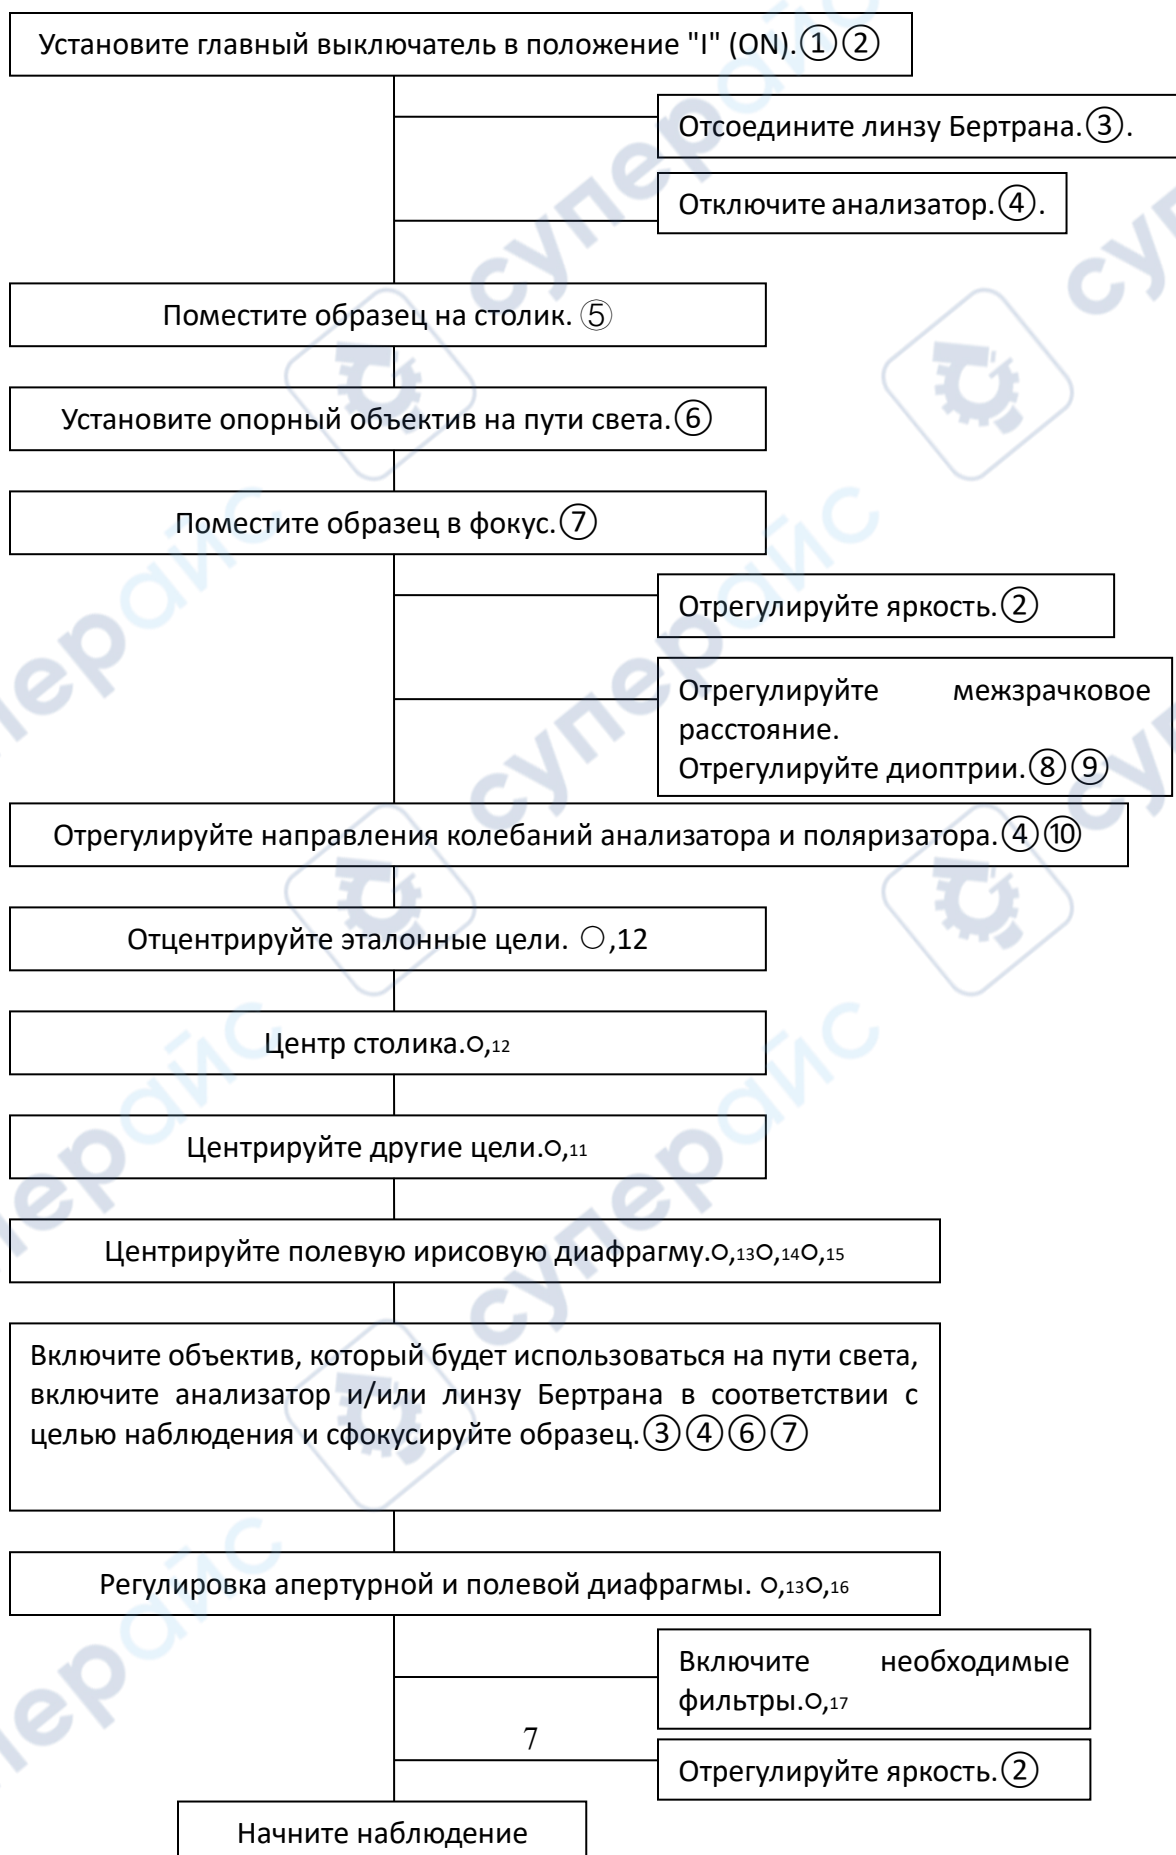 Установите главный выключатель в положение "I" (ON).①②
Отсоедините линзу Бертрана.③.
Отключите анализатор.④.
Поместите образец на столик. ⑤
Установите опорный объектив на пути света.⑥
Поместите образец в фокус.⑦
Отрегулируйте яркость.②
Отрегулируйте межзрачковое
расстояние.
Отрегулируйте диоптрии.⑧⑨
Отрегулируйте направления колебаний анализатора и поляризатора.④⑩
Отцентрируйте эталонные цели. ○,12
Центр столика.○,12
Центрируйте другие цели.○,11
Центрируйте полевую ирисовую диафрагму.○,13○,14○,15
Включите объектив, который будет использоваться на пути света,
включите анализатор и/или линзу Бертрана в соответствии с
целью наблюдения и сфокусируйте образец.③④⑥⑦
Регулировка апертурной и полевой диафрагмы. ○,13○,16
Включите необходимые
фильтры.○,17
7
Отрегулируйте яркость.②
Начните наблюдение
суперайс
суперайс
суперайс
суперайс